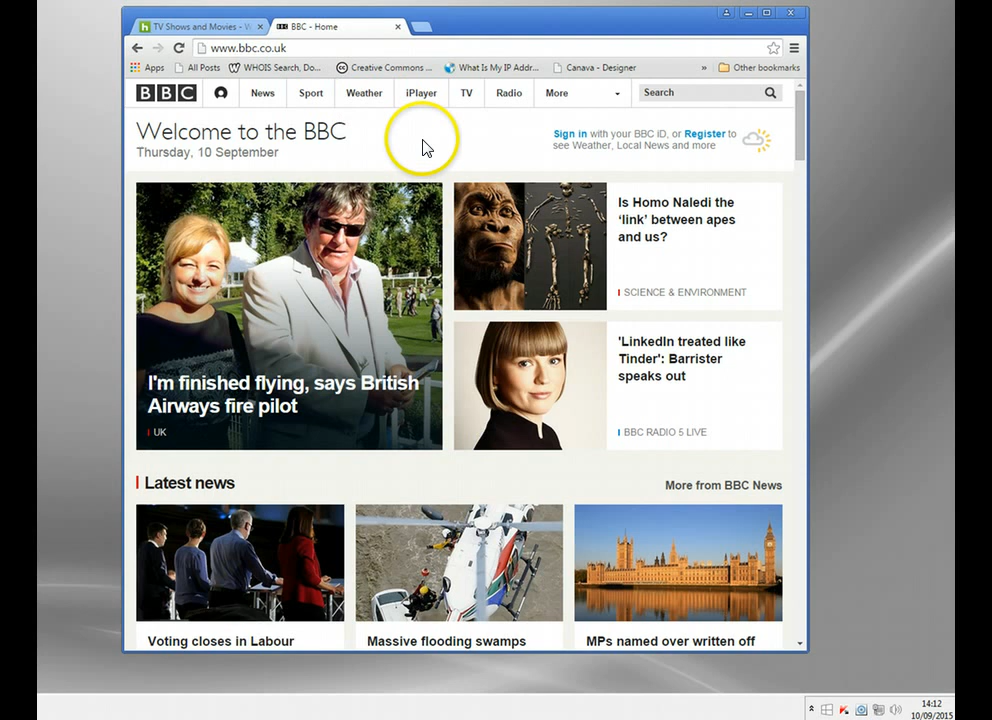 TV Shows and Movies - W
BBC - Home
www.bbc.co.uk
Apps
All Posts
WHOIS Search, Do...
Creative Commons ...
What Is My IP Addr...
Canava - Designer
»
Other bookmarks
BBC
News
Sport
Weather
iPlayer
TV
Radio
More
Search
Welcome to the BBC
Thursday, 10 September
Sign in with your BBC iD, or Register to
see Weather, Local News and more
I'm finished flying, says British
Airways fire pilot
UK
Is Homo Naledi the
‘link’ between apes
and us?
SCIENCE & ENVIRONMENT
'LinkedIn treated like
Tinder': Barrister
speaks out
BBC RADIO 5 LIVE
Latest news
More from BBC News
Voting closes in Labour
Massive flooding swamps
MPs named over written off
14:12
10/09/2015